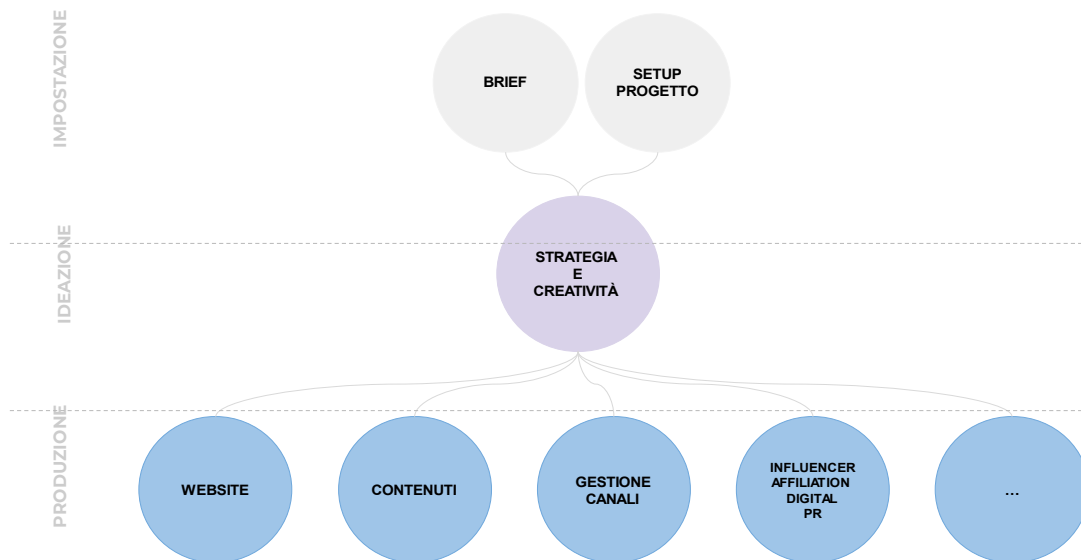 IMPOSTAZIONE
BRIEF
SETUP
PROGETTO
IDEAZIONE
STRATEGIA
E
CREATIVITÀ
PRODUZIONE
WEBSITE
CONTENUTI
GESTIONE
CANALI
INFLUENCER
AFFILIATION
DIGITAL
PR
...